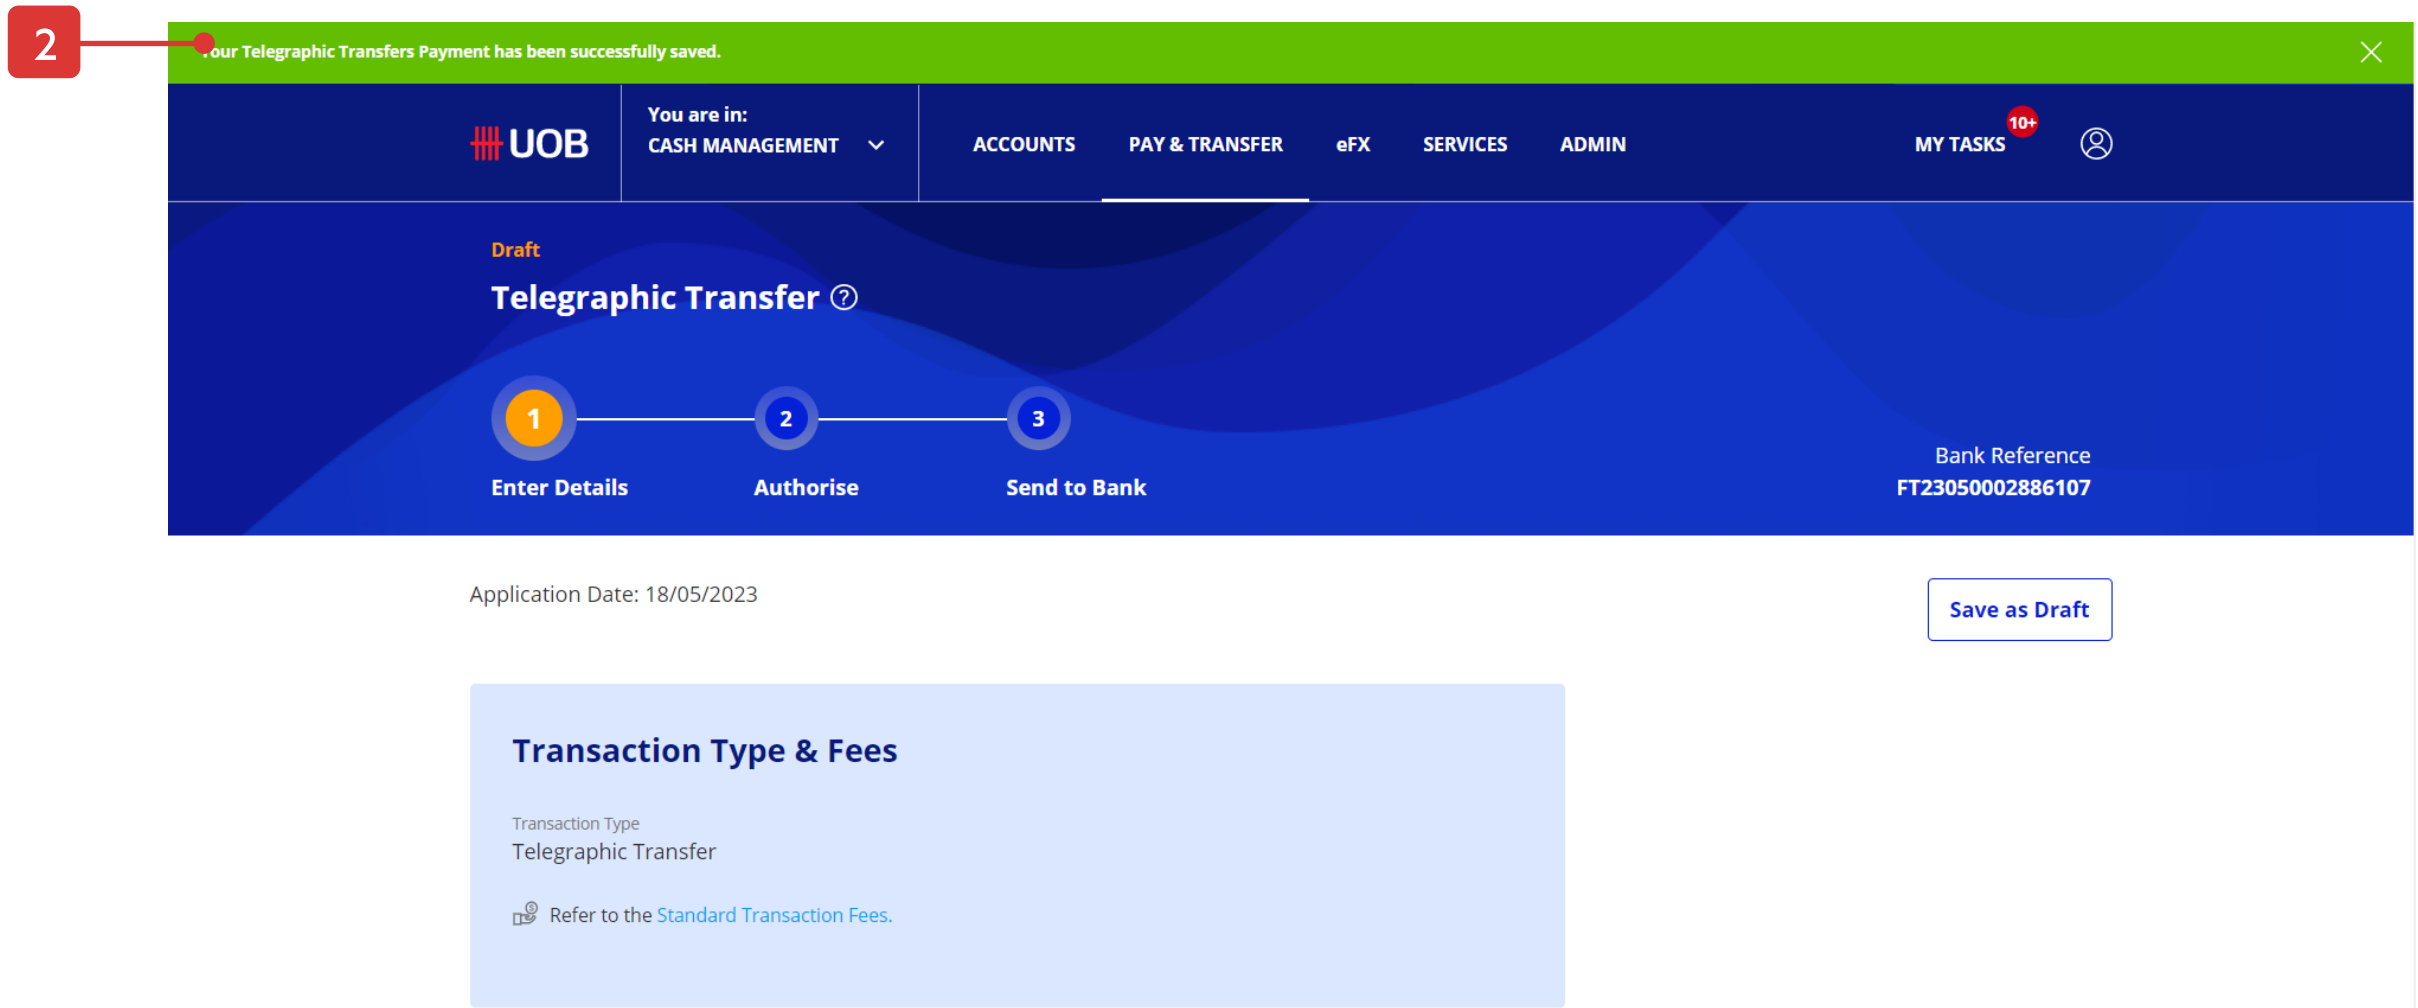 2
Your Telegraphic Transfers Payment has been successfully saved.
UOB
You are in:
CASH MANAGEMENT
ACCOUNTS
PAY & TRANSFER
eFX
SERVICES
ADMIN
MY TASKS
10+
Draft
Telegraphic Transfer ?
1
2
3
Enter Details
Authorise
Send to Bank
Bank Reference
FT23050002886107
Application Date: 18/05/2023
Save as Draft
Transaction Type & Fees
Transaction Type
Telegraphic Transfer
Refer to the Standard Transaction Fees.